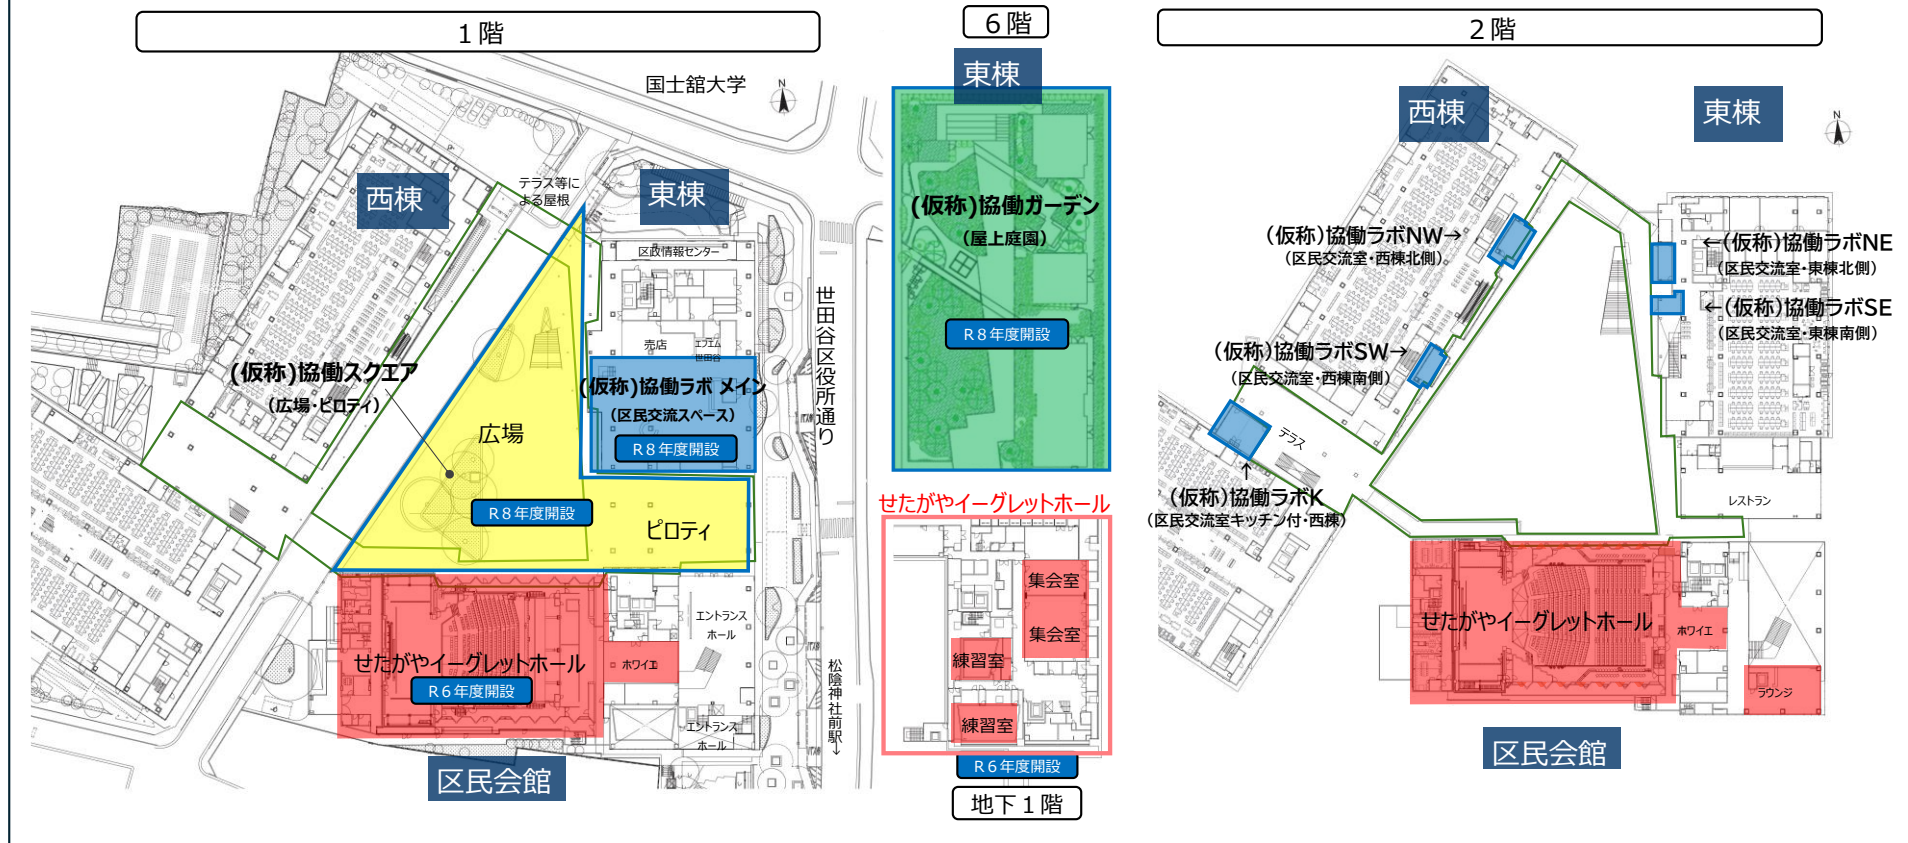 1階
国士舘大学
N
テラス等に
よる屋根
西棟
東棟
区政情報センター
売店
エフエム
世田谷
(仮称)協働スクエア
(広場・ピロティ)
(仮称)協働ラボ メイン
(区民交流スペース)
R8年度開設
広場
R8年度開設
ピロティ
世田谷区役所通り
エントランス
ホール
せたがやイーグレットホール
R6年度開設
ホワイエ
エントランス
ホール
松陰神社前駅→
区民会館
6階
東棟
(仮称)協働ガーデン
(屋上庭園)
R8年度開設
せたがやイーグレットホール
集会室
集会室
練習室
練習室
R6年度開設
地下1階
2階
西棟
東棟
N
(仮称)協働ラボNW→
(区民交流室・西棟北側)
←(仮称)協働ラボNE
(区民交流室・東棟北側)
←(仮称)協働ラボSE
(区民交流室・東棟南側)
(仮称)協働ラボSW→
(区民交流室・西棟南側)
テラス
↑
(仮称)協働ラボK
(区民交流室キッチン付・西棟)
レストラン
せたがやイーグレットホール
ホワイエ
ラウンジ
区民会館